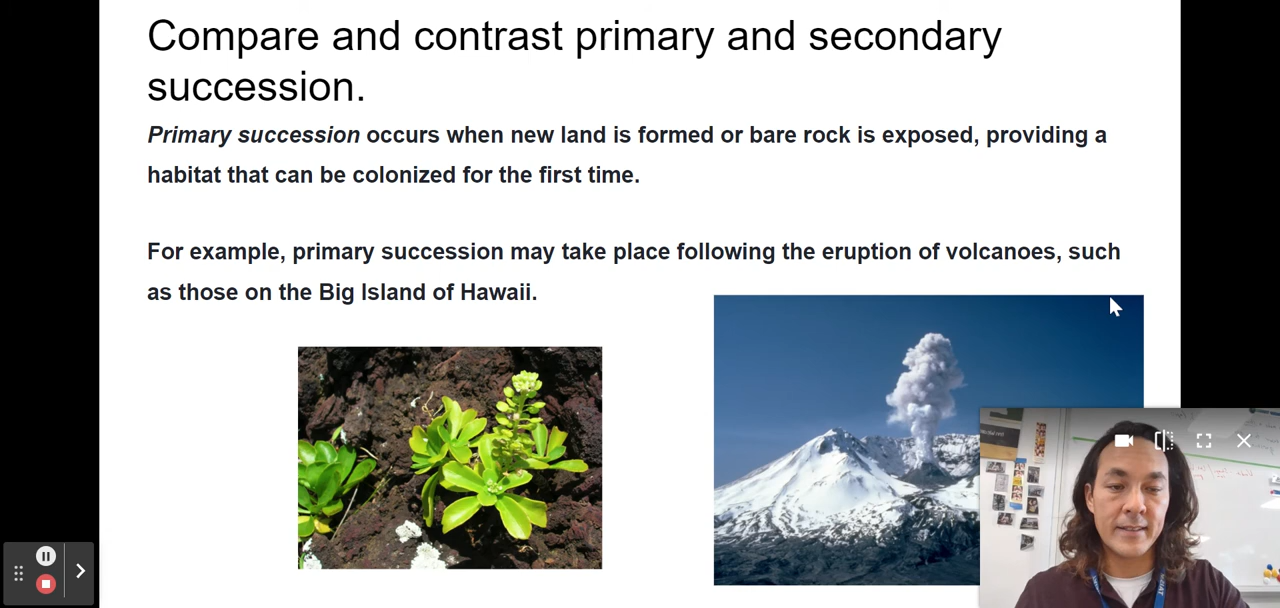 Compare and contrast primary and secondary
succession.
Primary succession occurs when new land is formed or bare rock is exposed, providing a
habitat that can be colonized for the first time.
For example, primary succession may take place following the eruption of volcanoes, such
as those on the Big Island of Hawaii.